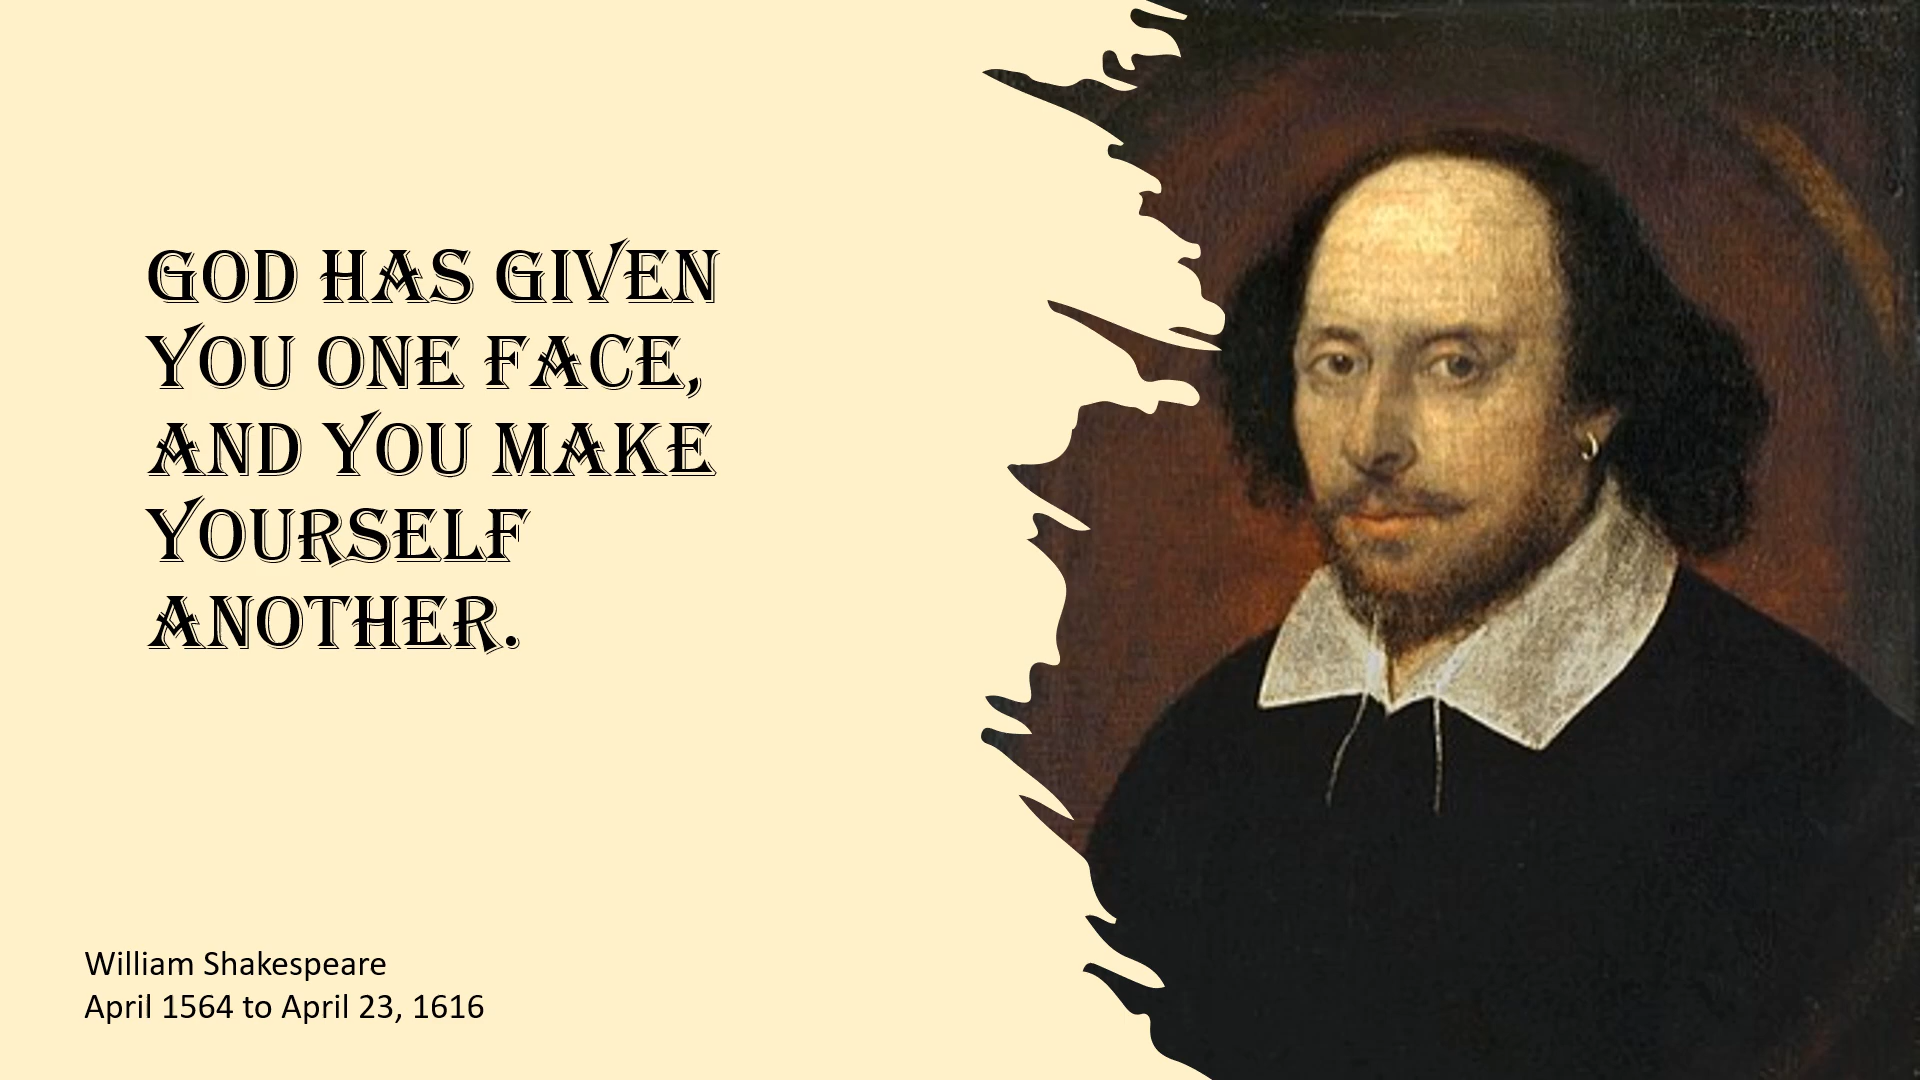 GOD HAS GIVEN
YOU ONE FACE,
AND YOU MAKE
YOURSELF
ANOTHER.
William Shakespeare
April 1564 to April 23, 1616